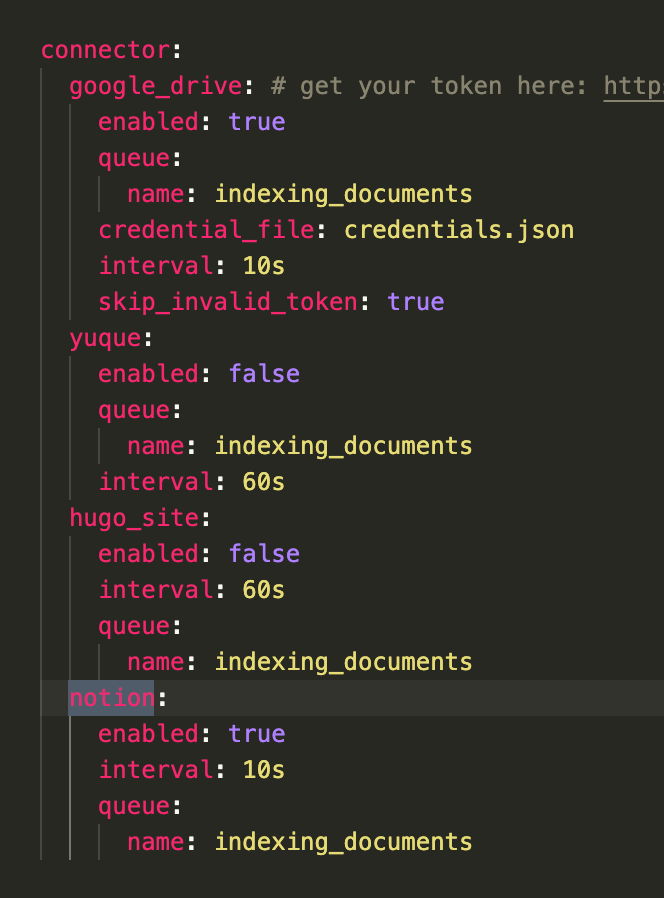 connector:
  google_drive: # get your token here: http
    enabled: true
    queue:
      name: indexing_documents
    credential_file: credentials.json
    interval: 10s
    skip_invalid_token: true
  yuque:
    enabled: false
    queue:
      name: indexing_documents
    interval: 60s
  hugo_site:
    enabled: false
    interval: 60s
    queue:
      name: indexing_documents
  notion:
    enabled: true
    interval: 10s
    queue:
      name: indexing_documents